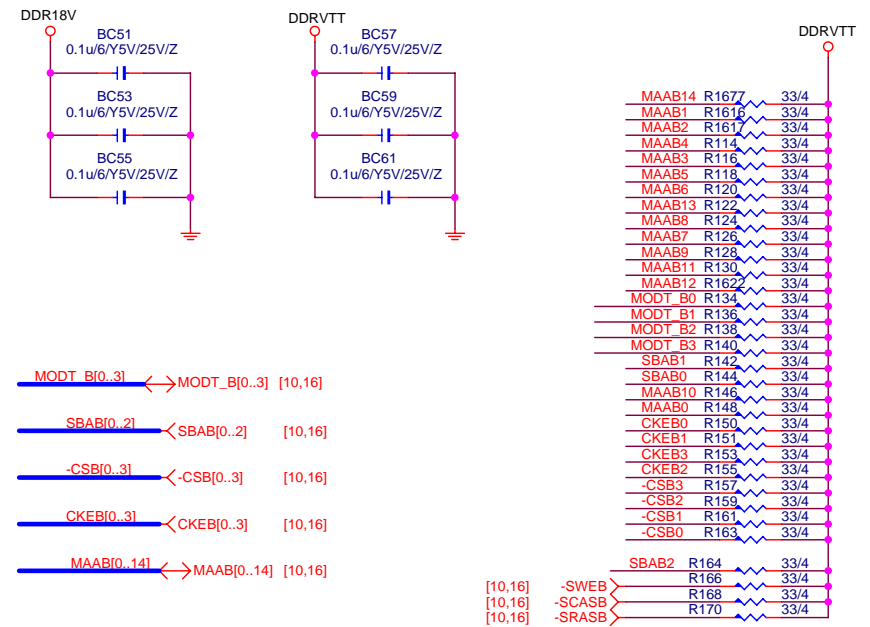 DDR18V
BC51
0.1u/6/Y5V/25V/Z
BC53
0.1u/6/Y5V/25V/Z
BC55
0.1u/6/Y5V/25V/Z
DDRVTT
BC57
0.1u/6/Y5V/25V/Z
BC59
0.1u/6/Y5V/25V/Z
BC61
0.1u/6/Y5V/25V/Z
MODT_B[0..3] MODT_B[0..3] [10,16]
SBAB[0..2] SBAB[0..2] [10,16]
-CSB[0..3] -CSB[0..3] [10,16]
CKEB[0..3] CKEB[0..3] [10,16]
MAAB[0..14] MAAB[0..14] [10,16]
DDRVTT
MAAB14 R1677 33/4
MAAB1 R1616 33/4
MAAB2 R1617 33/4
MAAB4 R114 33/4
MAAB3 R116 33/4
MAAB5 R118 33/4
MAAB6 R120 33/4
MAAB13 R122 33/4
MAAB8 R124 33/4
MAAB7 R126 33/4
MAAB9 R128 33/4
MAAB11 R130 33/4
MAAB12 R1622 33/4
MODT_B0 R134 33/4
MODT_B1 R136 33/4
MODT_B2 R138 33/4
MODT_B3 R140 33/4
SBAB1 R142 33/4
SBAB0 R144 33/4
MAAB10 R146 33/4
MAAB0 R148 33/4
CKEB0 R150 33/4
CKEB1 R151 33/4
CKEB3 R153 33/4
CKEB2 R155 33/4
-CSB3 R157 33/4
-CSB2 R159 33/4
-CSB1 R161 33/4
-CSB0 R163 33/4
SBAB2 R164 33/4
[10,16] -SWEB R166 33/4
[10,16] -SCASB R168 33/4
[10,16] -SRASB R170 33/4